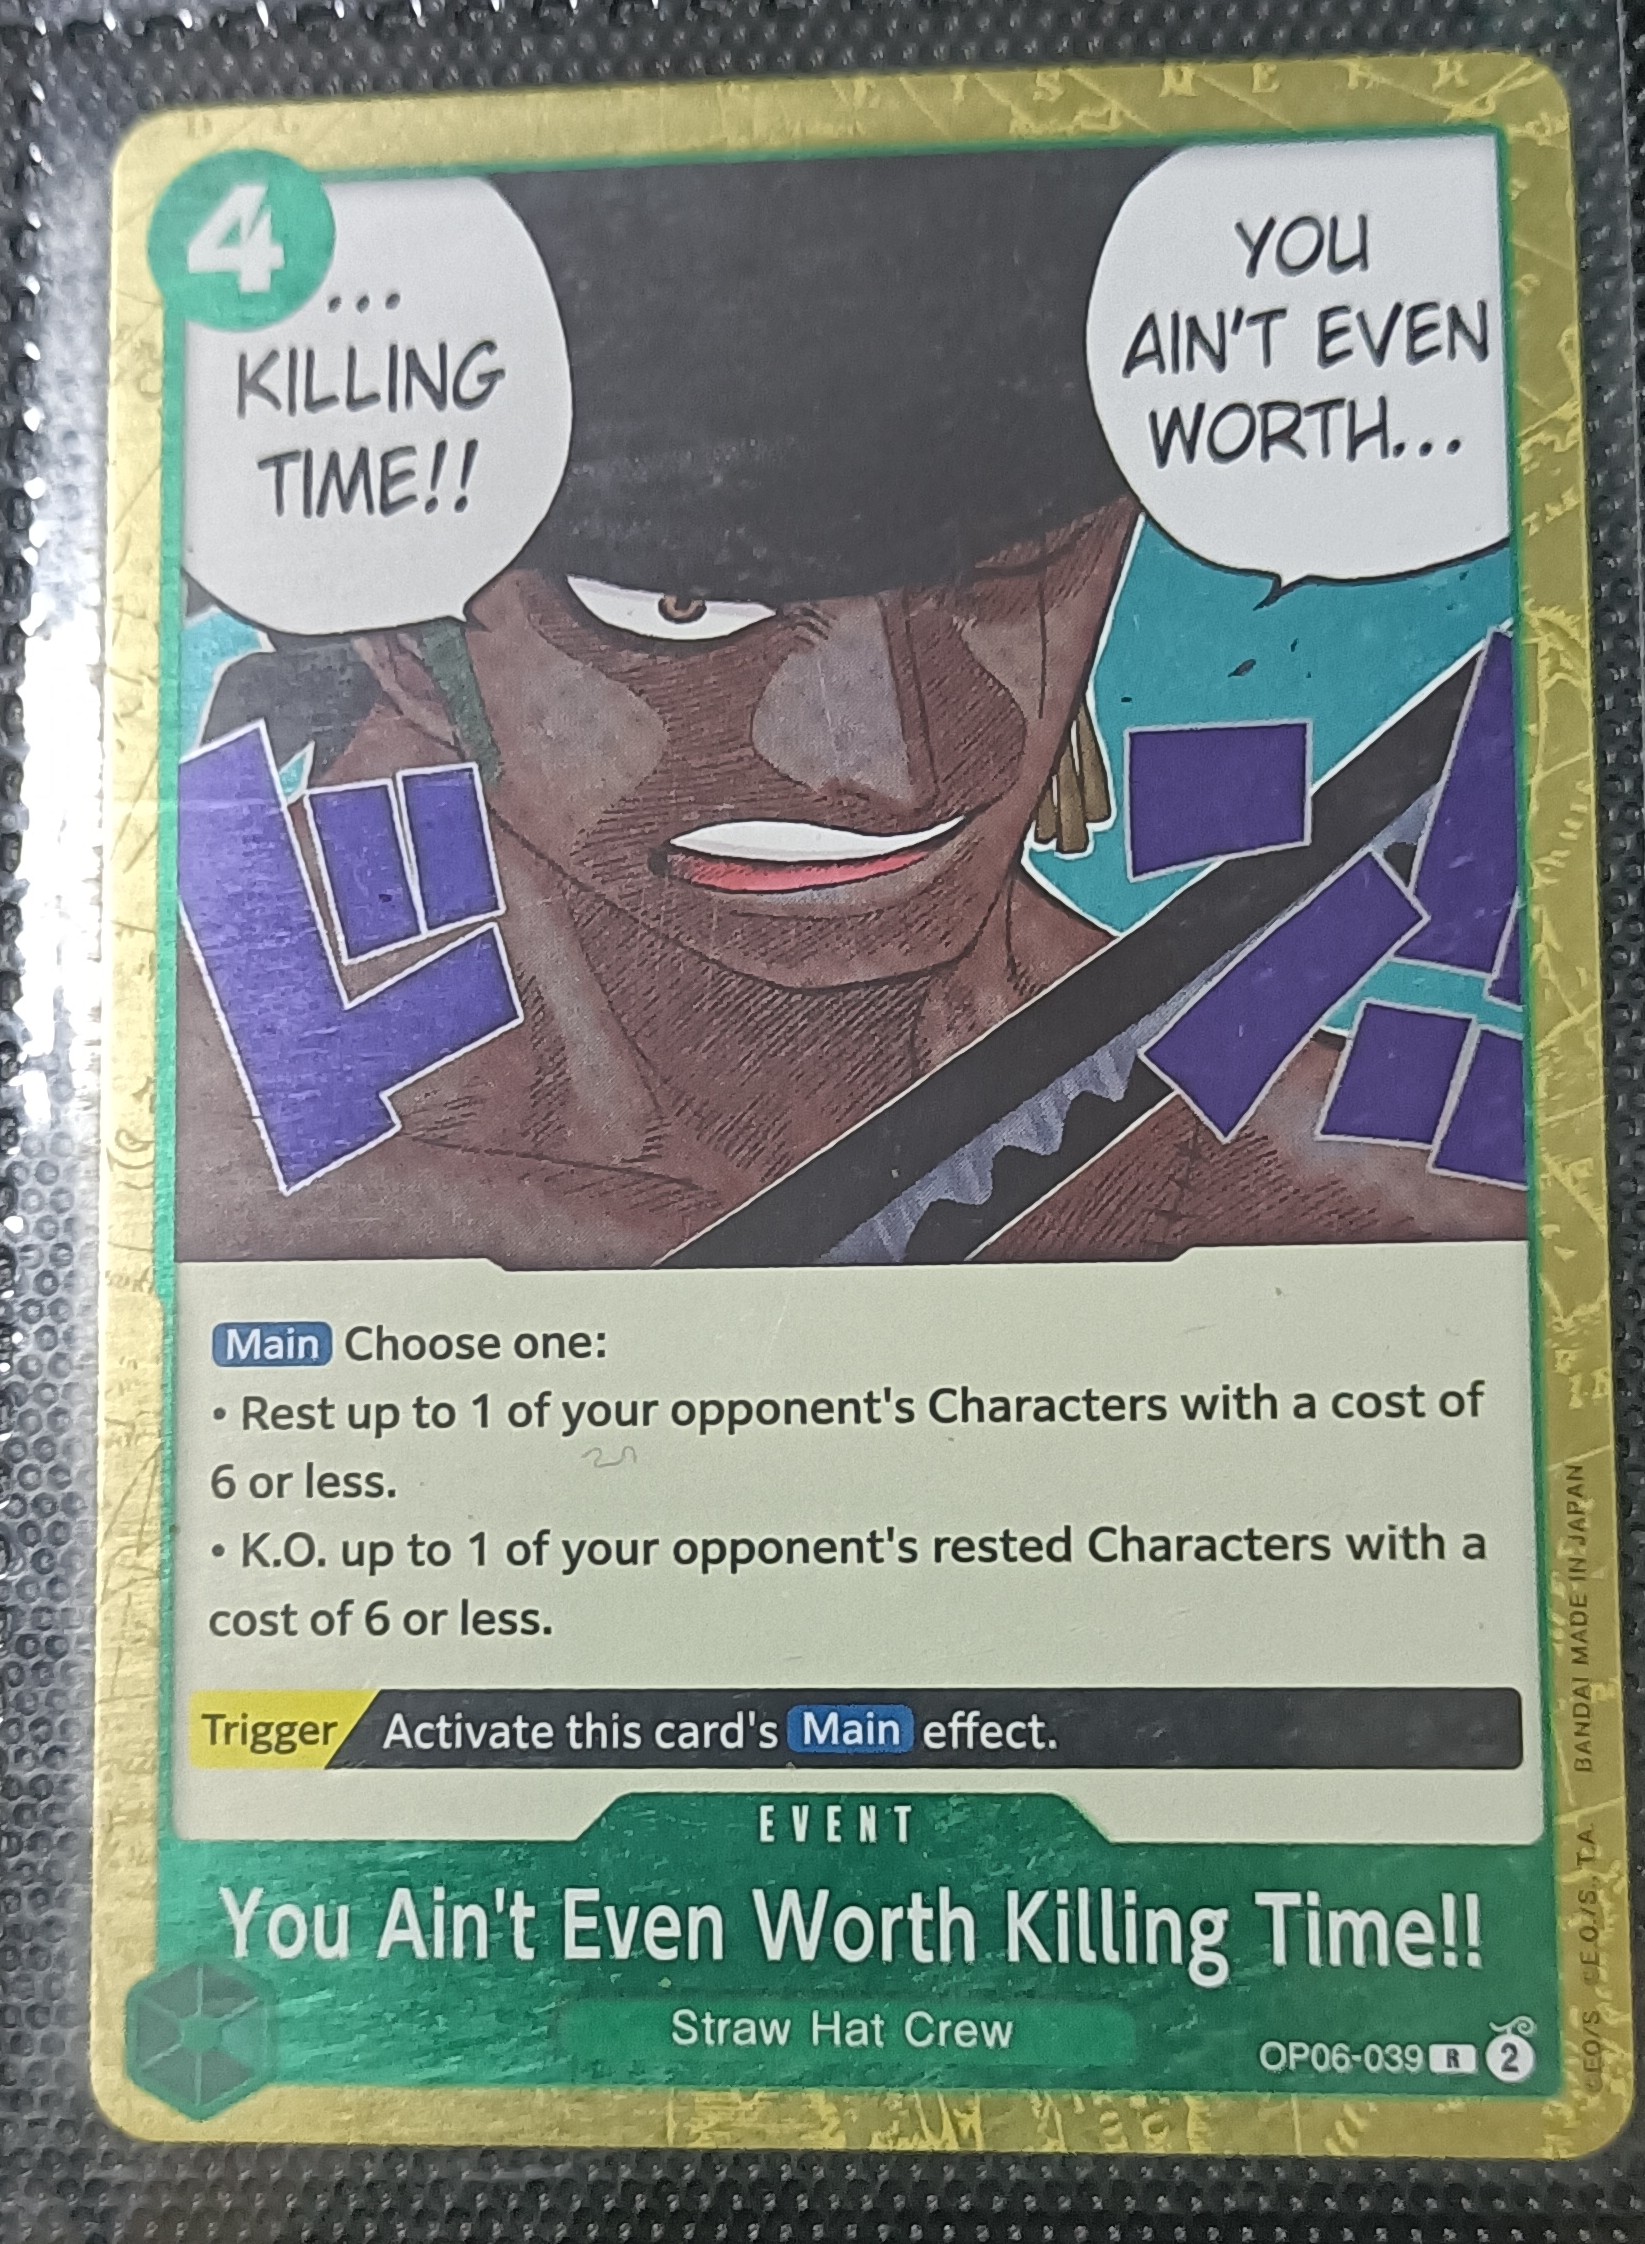 4
...
KILLING
TIME!!
YOU
AIN'T EVEN
WORTH...
Main Choose one:
• Rest up to 1 of your opponent's Characters with a cost of
6 or less.
• K.O. up to 1 of your opponent's rested Characters with a
cost of 6 or less.
Trigger Activate this card's Main effect.
EVENT
You Ain't Even Worth Killing Time!!
Straw Hat Crew
OP06-039 R 2
©E.O./S., T.A. BANDAI MADE IN JAPAN